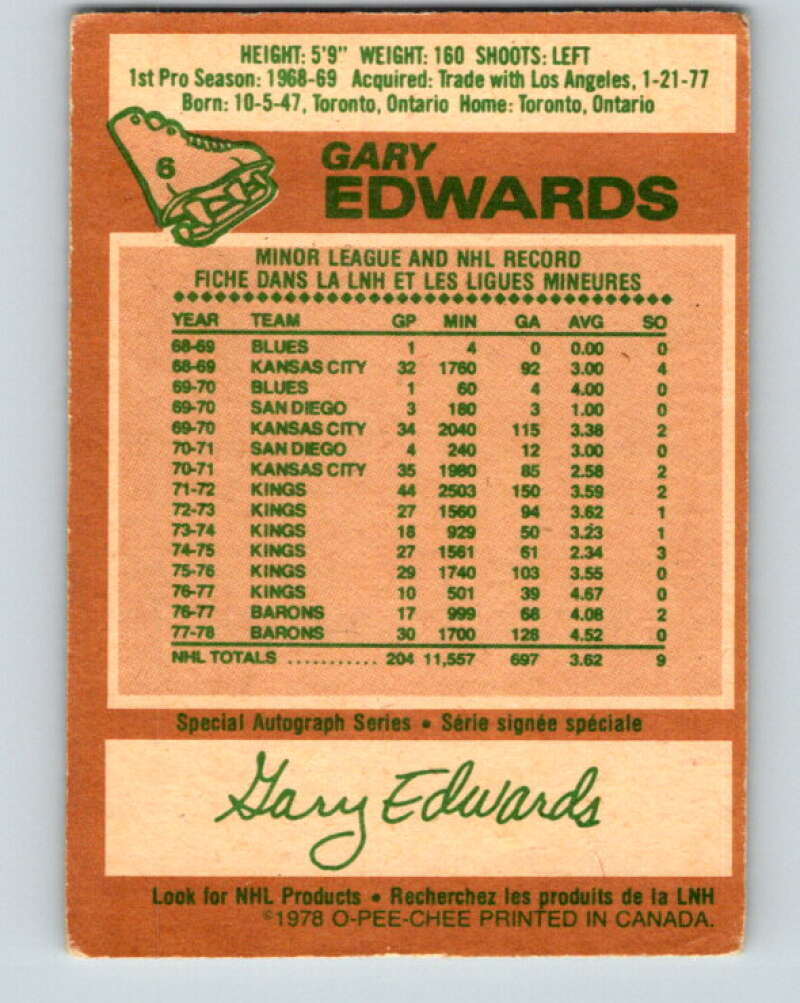 HEIGHT: 5'9" WEIGHT: 160 SHOOTS: LEFT
1st Pro Season: 1968-69 Acquired: Trade with Los Angeles, 1-21-77
Born: 10-5-47, Toronto, Ontario Home: Toronto, Ontario
6
GARY
EDWARDS
MINOR LEAGUE AND NHL RECORD
FICHE DANS LA LNH ET LES LIGUES MINEURES
YEAR TEAM GP MIN GA AVG SO
68-69 BLUES 1 4 0 0.00 0
68-69 KANSAS CITY 32 1760 92 3.00 4
69-70 BLUES 1 60 4 4.00 0
69-70 SAN DIEGO 3 180 3 1.00 0
69-70 KANSAS CITY 34 2040 115 3.38 2
70-71 SAN DIEGO 4 240 12 3.00 0
70-71 KANSAS CITY 35 1980 85 2.58 2
71-72 KINGS 44 2503 150 3.59 2
72-73 KINGS 27 1560 94 3.62 1
73-74 KINGS 18 929 50 3.23 1
74-75 KINGS 27 1561 61 2.34 3
75-76 KINGS 29 1740 103 3.55 0
76-77 KINGS 10 501 39 4.67 0
76-77 BARONS 17 999 68 4.08 2
77-78 BARONS 30 1700 128 4.52 0
NHL TOTALS ........... 204 11,557 697 3.62 9
Special Autograph Series • Série signée spéciale
Gary Edwards
Look for NHL Products • Recherchez les produits de la LNH
©1978 O-PEE-CHEE PRINTED IN CANADA.